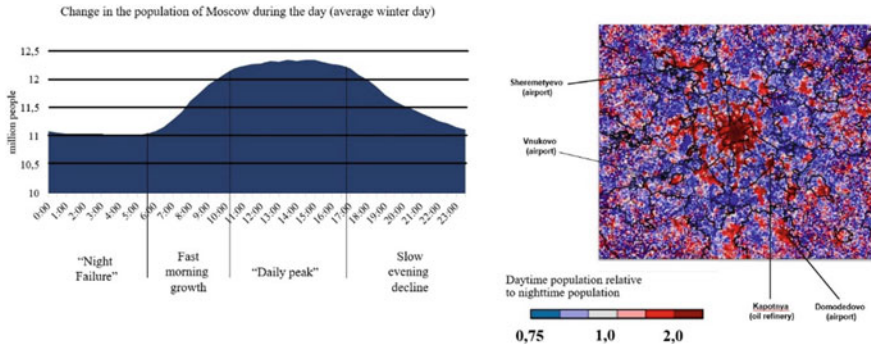 Change in the population of Moscow during the day (average winter day)
million people
12,5
12
11,5
11
10,5
10
0:00
1:00
2:00
3:00
4:00
5:00
6:00
7:00
8:00
9:00
10:00
11:00
12:00
13:00
14:00
15:00
16:00
17:00
18:00
19:00
20:00
21:00
22:00
23:00
“Night
Failure”
Fast
morning
growth
“Daily peak”
Slow
evening
decline
Sheremetyevo
(airport)
Vnukovo
(airport)
Kapotnya
(oil refinery)
Domodedovo
(airport)
Daytime population relative
to nighttime population
0,75
1,0
2,0